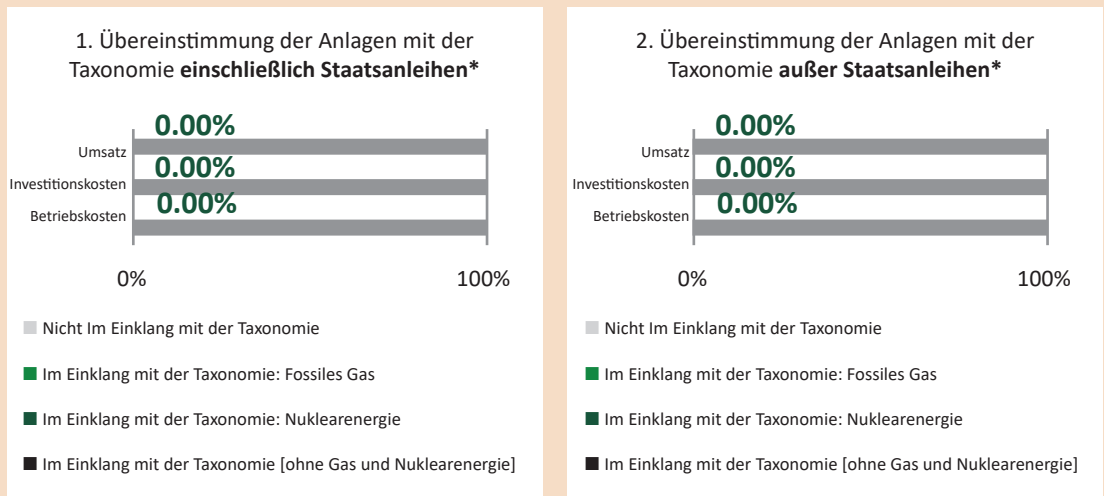 1. Übereinstimmung der Anlagen mit der
Taxonomie einschließlich Staatsanleihen*
0.00%
Umsatz
0.00%
Investitionskosten
0.00%
Betriebskosten
0%
100%
Nicht Im Einklang mit der Taxonomie
Im Einklang mit der Taxonomie: Fossiles Gas
Im Einklang mit der Taxonomie: Nuklearenergie
Im Einklang mit der Taxonomie [ohne Gas und Nuklearenergie]
2. Übereinstimmung der Anlagen mit der
Taxonomie außer Staatsanleihen*
0.00%
Umsatz
0.00%
Investitionskosten
0.00%
Betriebskosten
0%
100%
Nicht Im Einklang mit der Taxonomie
Im Einklang mit der Taxonomie: Fossiles Gas
Im Einklang mit der Taxonomie: Nuklearenergie
Im Einklang mit der Taxonomie [ohne Gas und Nuklearenergie]